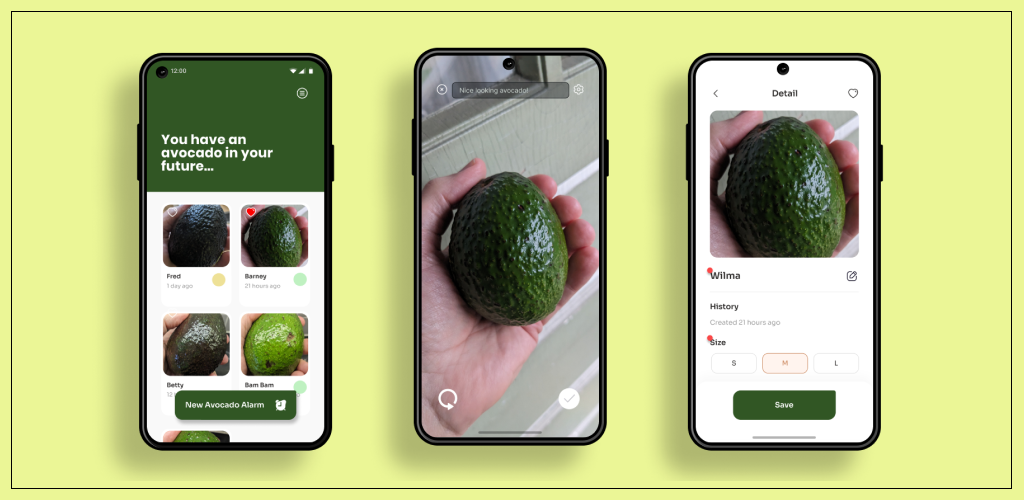 12:00
You have an
avocado in your
future...
Fred
1 day ago
Barney
21 hours ago
Betty
12
Bam Bam
New Avocado Alarm
Nice looking avocado!
Detail
Wilma
History
Created 21 hours ago
Size
S
M
L
Save